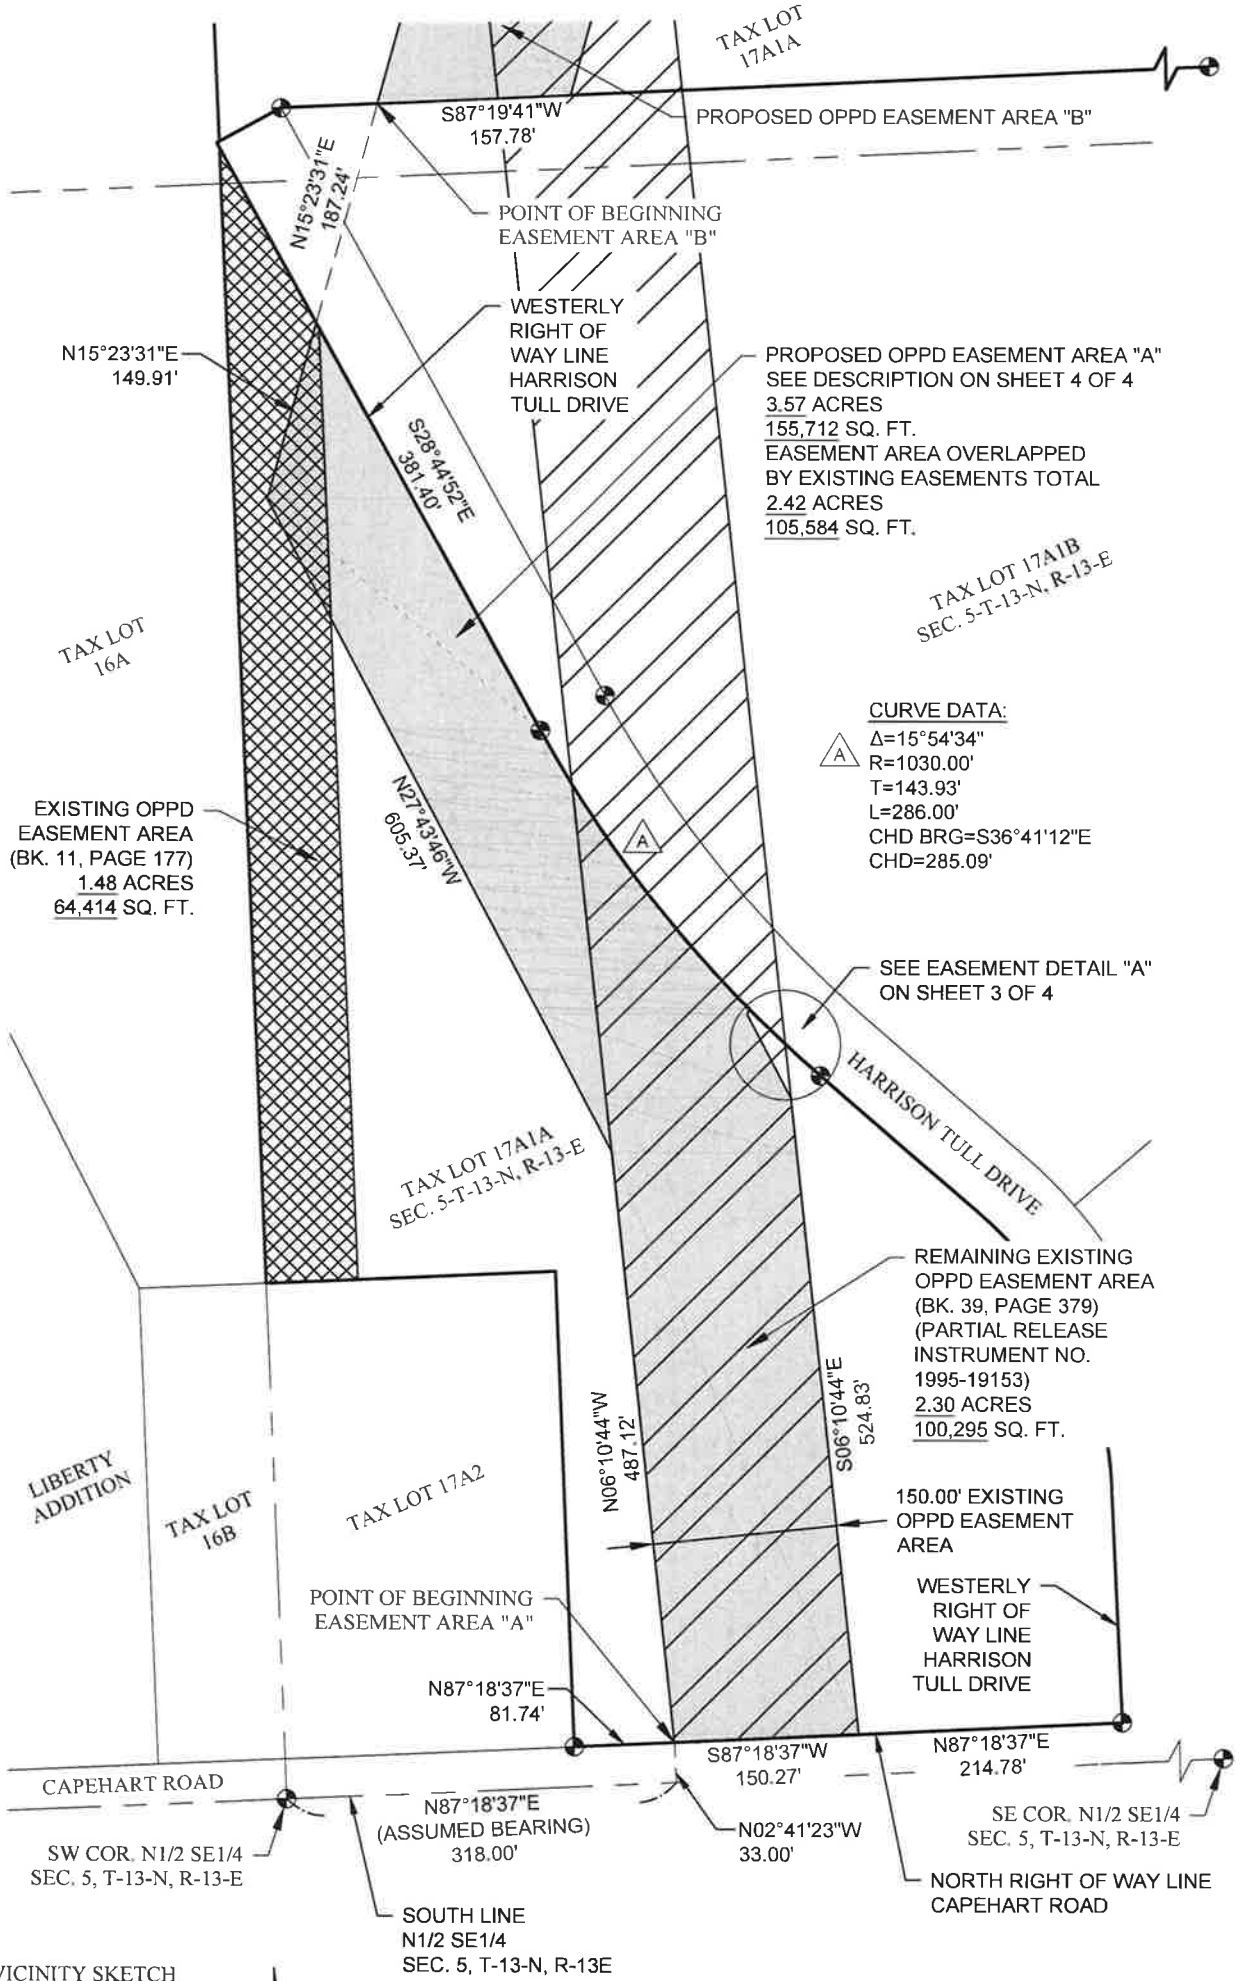 TAX LOT
17A1A
S87°19'41"W
157.78'
PROPOSED OPPD EASEMENT AREA "B"
N15°23'31"E
187.24'
POINT OF BEGINNING
EASEMENT AREA "B"
WESTERLY
RIGHT OF
WAY LINE
HARRISON
TULL DRIVE
N15°23'31"E
149.91'
PROPOSED OPPD EASEMENT AREA "A"
SEE DESCRIPTION ON SHEET 4 OF 4
3.57 ACRES
155,712 SQ. FT.
EASEMENT AREA OVERLAPPED
BY EXISTING EASEMENTS TOTAL
2.42 ACRES
105,584 SQ. FT.
S28°44'52"E
381.40'
TAX LOT 17A1B
SEC. 5-T-13-N, R-13-E
TAX LOT
16A
CURVE DATA:
A
Δ=15°54'34"
R=1030.00'
T=143.93'
L=286.00'
CHD BRG=S36°41'12"E
CHD=285.09'
EXISTING OPPD
EASEMENT AREA
(BK. 11, PAGE 177)
1.48 ACRES
64,414 SQ. FT.
N27°43'46"W
605.37'
A
SEE EASEMENT DETAIL "A"
ON SHEET 3 OF 4
HARRISON TULL DRIVE
TAX LOT 17A1A
SEC. 5-T-13-N, R-13-E
REMAINING EXISTING
OPPD EASEMENT AREA
(BK. 39, PAGE 379)
(PARTIAL RELEASE
INSTRUMENT NO.
1995-19153)
2.30 ACRES
100,295 SQ. FT.
N06°10'44"W
487.12'
S06°10'44"E
524.83'
LIBERTY
ADDITION
TAX LOT
16B
TAX LOT 17A2
150.00' EXISTING
OPPD EASEMENT
AREA
POINT OF BEGINNING
EASEMENT AREA "A"
WESTERLY
RIGHT OF
WAY LINE
HARRISON
TULL DRIVE
N87°18'37"E
81.74'
S87°18'37"W
150.27'
N87°18'37"E
214.78'
CAPEHART ROAD
N87°18'37"E
(ASSUMED BEARING)
318.00'
N02°41'23"W
33.00'
SE COR. N1/2 SE1/4
SEC. 5, T-13-N, R-13-E
SW COR. N1/2 SE1/4
SEC. 5, T-13-N, R-13-E
NORTH RIGHT OF WAY LINE
CAPEHART ROAD
SOUTH LINE
N1/2 SE1/4
SEC. 5, T-13-N, R-13E
VICINITY SKETCH